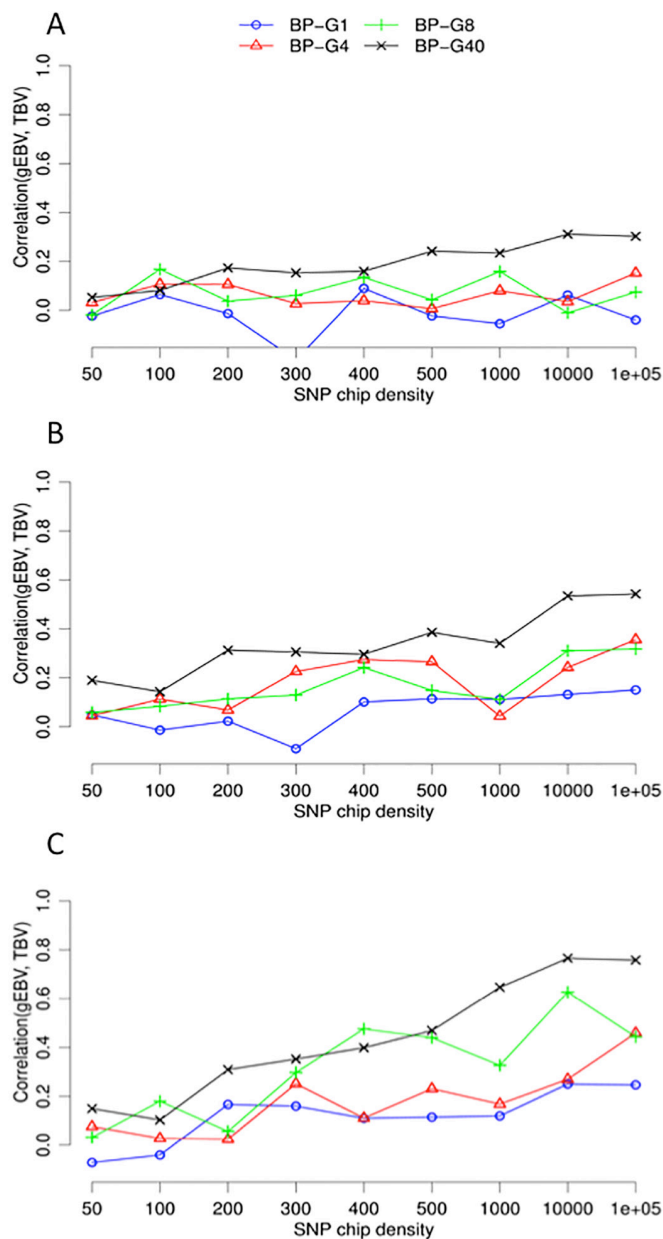 A
BP−G1 BP−G8
BP−G4 BP−G40
Correlation(gEBV, TBV)
1.0
0.8
0.6
0.4
0.2
0.0
50 100 200 300 400 500 1000 10000 1e+05
SNP chip density
B
Correlation(gEBV, TBV)
1.0
0.8
0.6
0.4
0.2
0.0
50 100 200 300 400 500 1000 10000 1e+05
SNP chip density
C
Correlation(gEBV, TBV)
1.0
0.8
0.6
0.4
0.2
0.0
50 100 200 300 400 500 1000 10000 1e+05
SNP chip density